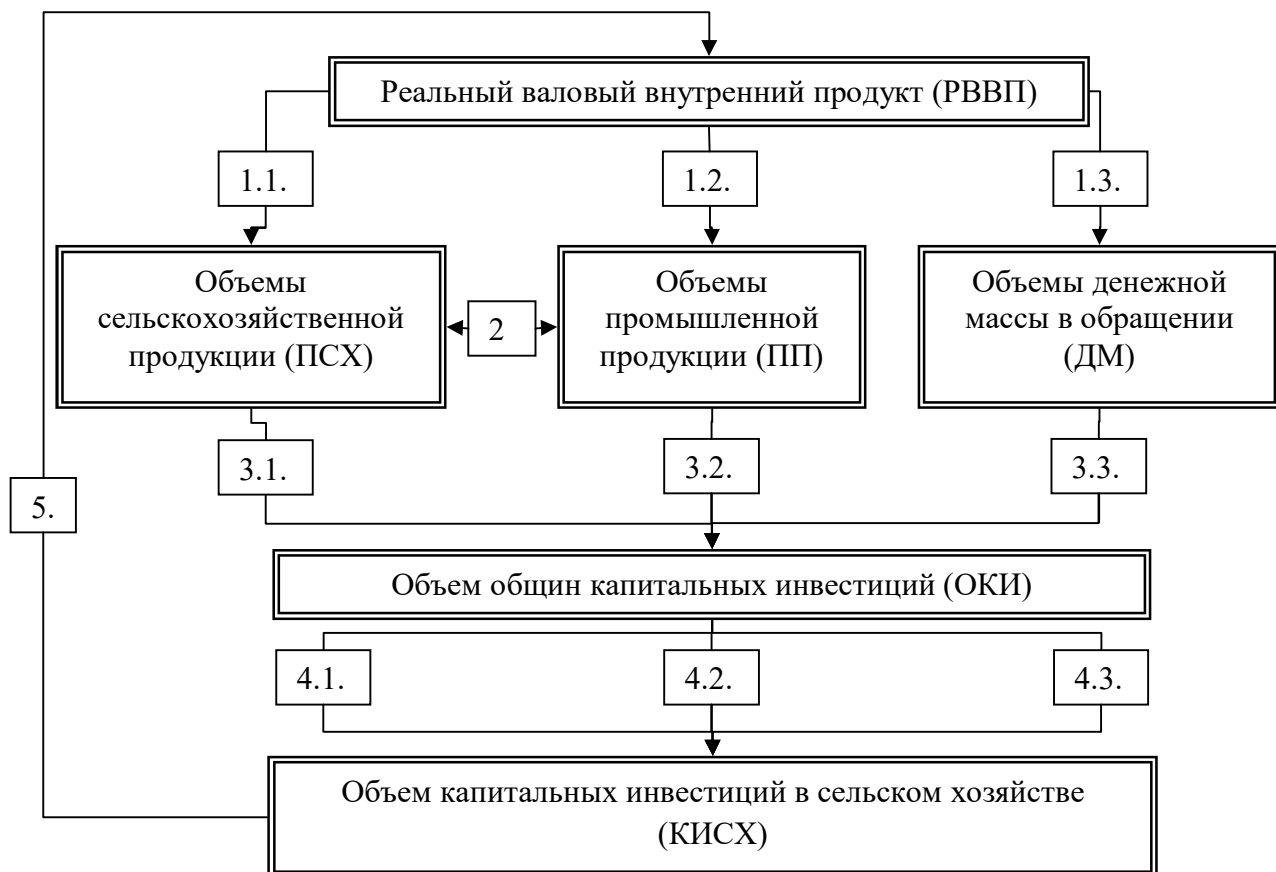 Реальный валовый внутренний продукт (РВВП)
1.1.
1.2.
1.3.
Объемы
сельскохозяйственной
продукции (ПСХ)
2
Объемы
промышленной
продукции (ПП)
Объемы денежной
массы в обращении
(ДМ)
3.1.
3.2.
3.3.
5.
Объем общин капитальных инвестиций (ОКИ)
4.1.
4.2.
4.3.
Объем капитальных инвестиций в сельском хозяйстве
(КИСХ)